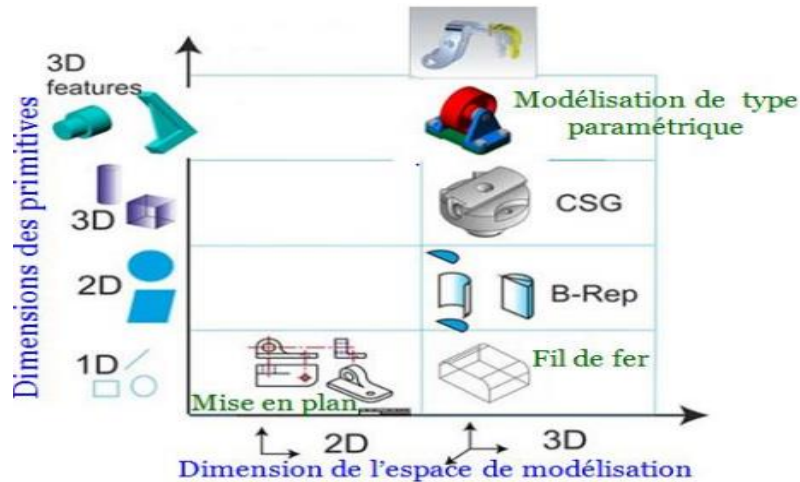 3D
features
Modélisation de type
paramétrique
Dimensions des primitives
3D
CSG
2D
B-Rep
1D
Fil de fer
Mise en plan
2D
3D
Dimension de l'espace de modélisation